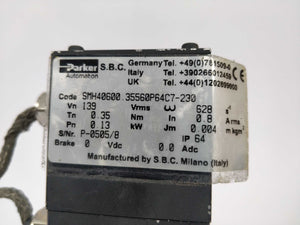 Parker
Automation
S.B.C.
Germany Tel. +49(0)781509-0
Italy Tel. +390266012459
UK Tel. +44(0)1202699000
CE
Code SMH40600.35560P64C7-230
Vn 139 Vrms ω 628 s⁻¹
Tn 0.35 Nm In 0.8 A rms
Pn 0.13 kW Jm 0.004 m kgm²
S/Nr. P-0505/8 IP 64
Brake 0 Vdc 0 Nm
Manufactured by S.B.C. Milano (Italy)